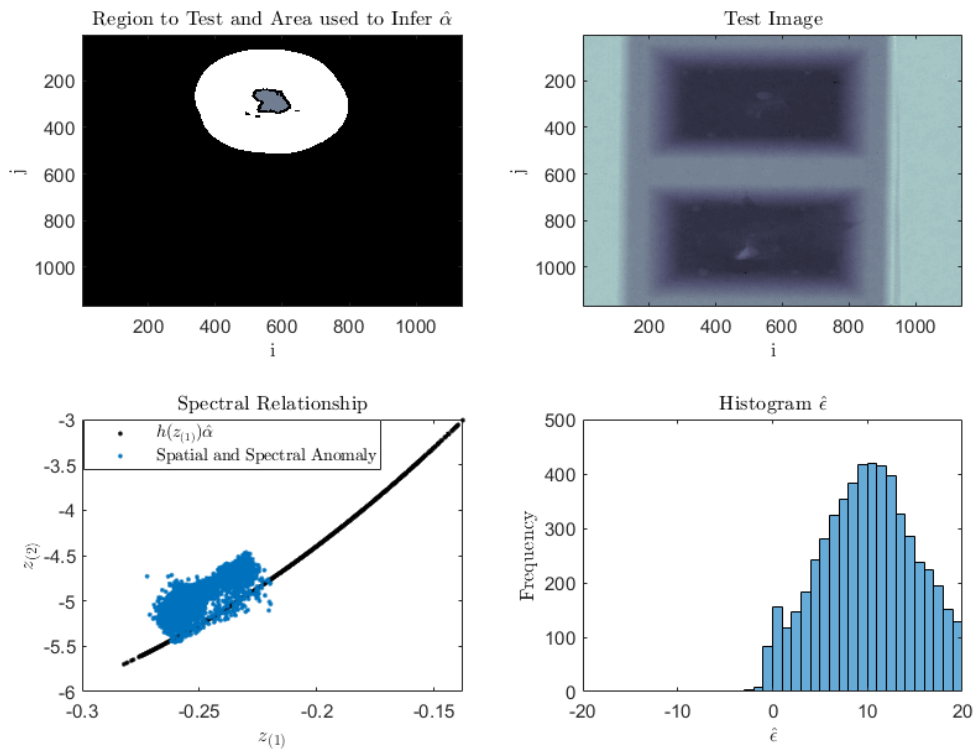 Region to Test and Area used to Infer α̂
200
400
600
800
1000
j
200 400 600 800 1000
i
Test Image
200
400
600
800
1000
j
200 400 600 800 1000
i
Spectral Relationship
h(z₍₁₎)α̂
Spatial and Spectral Anomaly
-3
-3.5
-4
-4.5
-5
-5.5
-6
z₍₂₎
-0.3 -0.25 -0.2 -0.15
z₍₁₎
Histogram ε̂
500
400
300
200
100
0
Frequency
-20 -10 0 10 20
ε̂